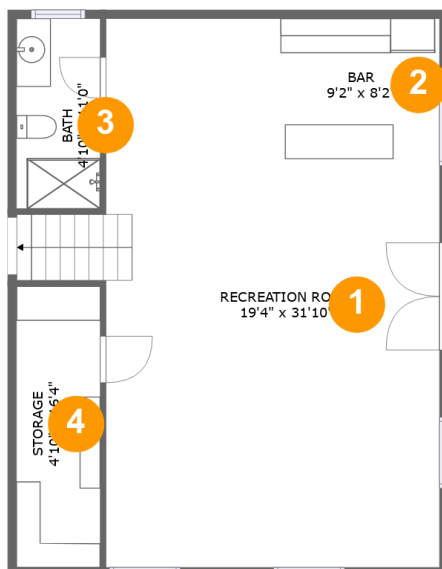 BAR
9'2" x 8'2
2
BATH
3
RECREATION RO
19'4" x 31'10
1
STORAGE
4